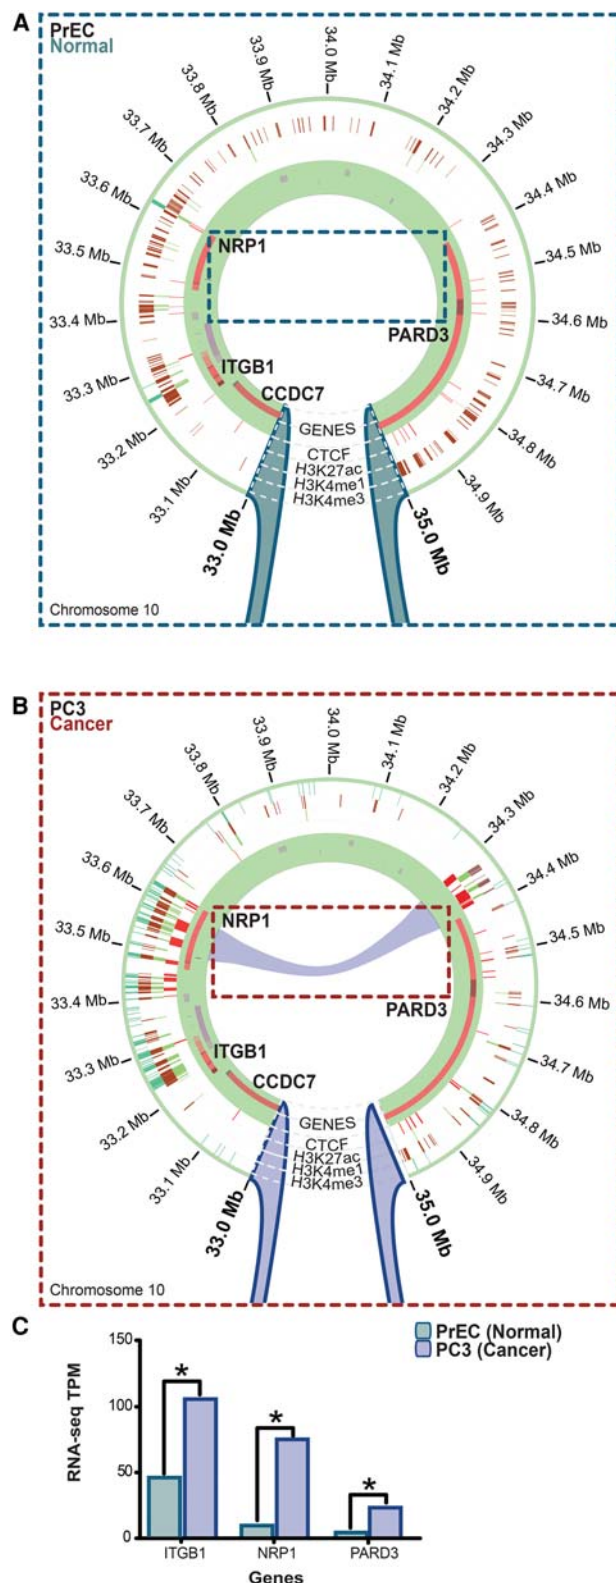 A
PrEC
Normal
33.0 Mb
33.1 Mb
33.2 Mb
33.3 Mb
33.4 Mb
33.5 Mb
33.6 Mb
33.7 Mb
33.8 Mb
33.9 Mb
34.0 Mb
34.1 Mb
34.2 Mb
34.3 Mb
34.4 Mb
34.5 Mb
34.6 Mb
34.7 Mb
34.8 Mb
34.9 Mb
35.0 Mb
NRP1
PARD3
ITGB1
CCDC7
GENES
CTCF
H3K27ac
H3K4me1
H3K4me3
Chromosome 10
B
PC3
Cancer
33.0 Mb
33.1 Mb
33.2 Mb
33.3 Mb
33.4 Mb
33.5 Mb
33.6 Mb
33.7 Mb
33.8 Mb
33.9 Mb
34.0 Mb
34.1 Mb
34.2 Mb
34.3 Mb
34.4 Mb
34.5 Mb
34.6 Mb
34.7 Mb
34.8 Mb
34.9 Mb
35.0 Mb
NRP1
PARD3
ITGB1
CCDC7
GENES
CTCF
H3K27ac
H3K4me1
H3K4me3
Chromosome 10
C
PrEC (Normal)
PC3 (Cancer)
RNA-seq TPM
150
100
50
0
*
*
*
ITGB1 NRP1 PARD3
Genes